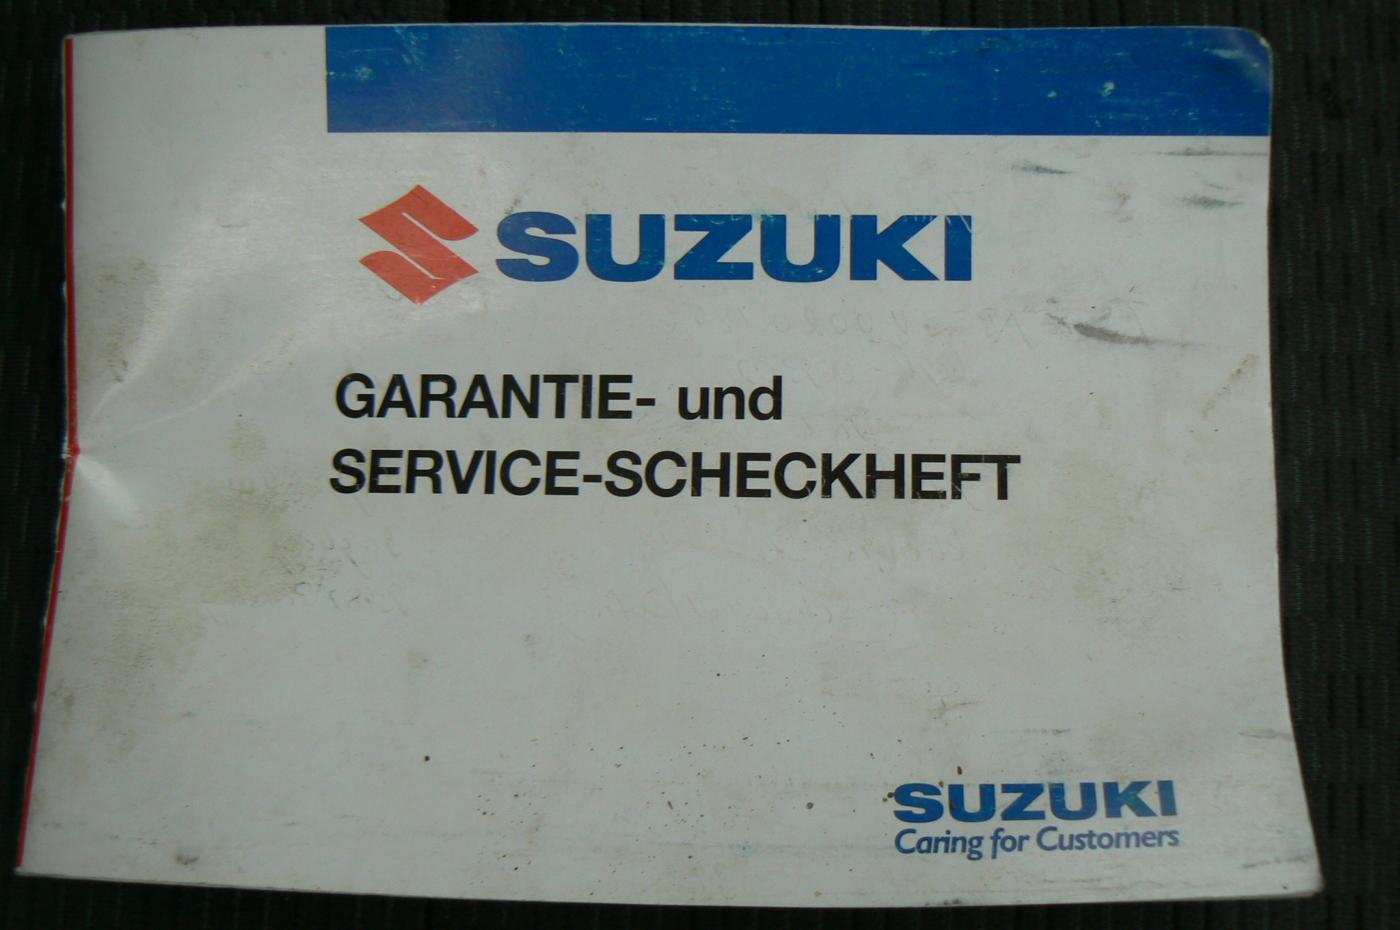 SUZUKI
GARANTIE- und
SERVICE-SCHECKHEFT
SUZUKI
Caring for Customers